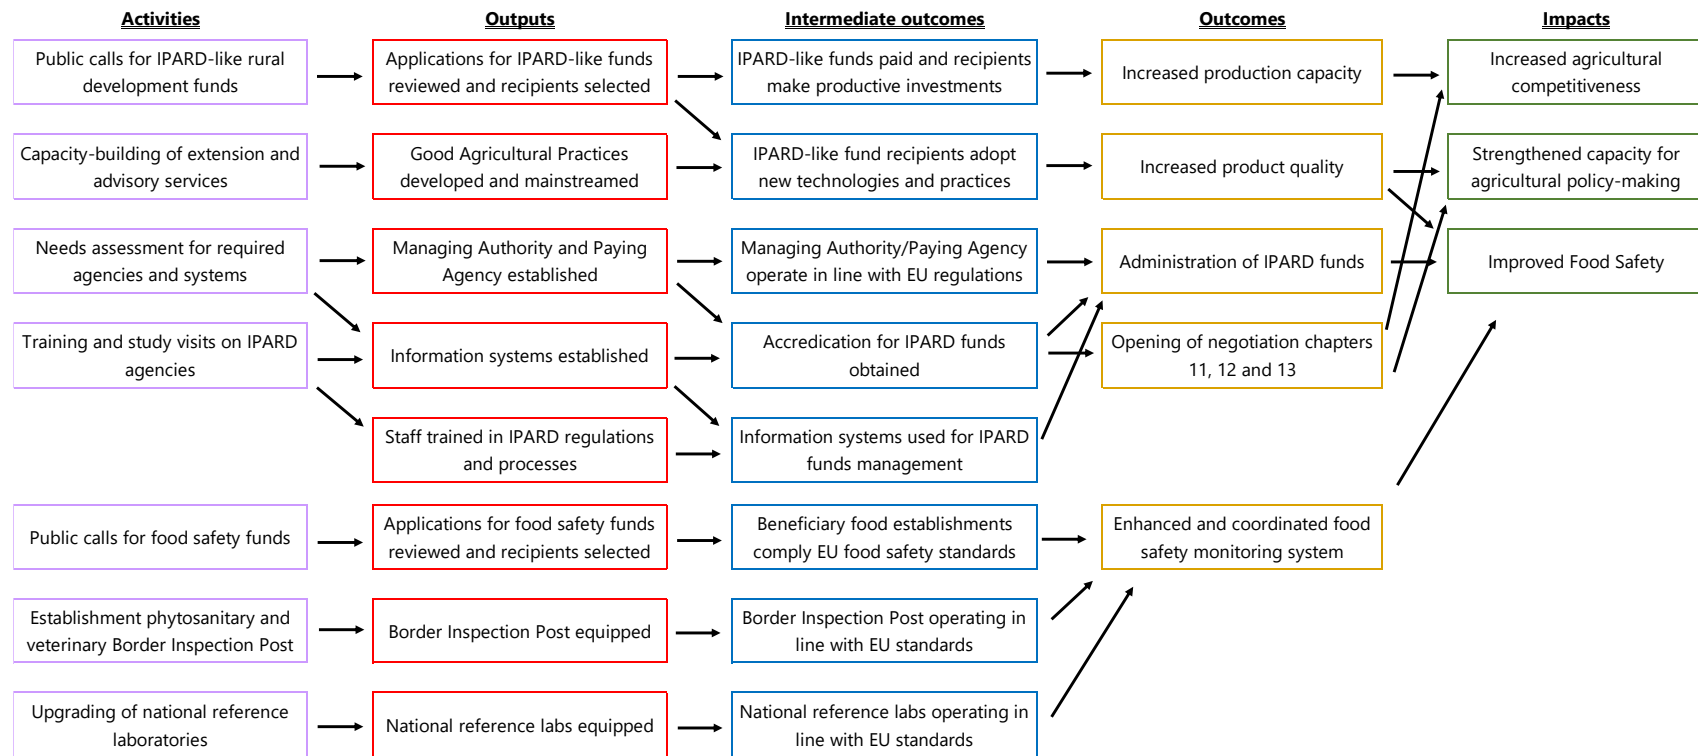 Activities
Outputs
Intermediate outcomes
Outcomes
Impacts
Public calls for IPARD-like rural
development funds
Applications for IPARD-like funds
reviewed and recipients selected
IPARD-like funds paid and recipients
make productive investments
Increased production capacity
Increased agricultural
competitiveness
Capacity-building of extension and
advisory services
Good Agricultural Practices
developed and mainstreamed
IPARD-like fund recipients adopt
new technologies and practices
Increased product quality
Strengthened capacity for
agricultural policy-making
Needs assessment for required
agencies and systems
Managing Authority and Paying
Agency established
Managing Authority/Paying Agency
operate in line with EU regulations
Administration of IPARD funds
Improved Food Safety
Training and study visits on IPARD
agencies
Information systems established
Accredication for IPARD funds
obtained
Opening of negotiation chapters
11, 12 and 13
Staff trained in IPARD regulations
and processes
Information systems used for IPARD
funds management
Public calls for food safety funds
Applications for food safety funds
reviewed and recipients selected
Beneficiary food establishments
comply EU food safety standards
Enhanced and coordinated food
safety monitoring system
Establishment phytosanitary and
veterinary Border Inspection Post
Border Inspection Post equipped
Border Inspection Post operating in
line with EU standards
Upgrading of national reference
laboratories
National reference labs equipped
National reference labs operating in
line with EU standards